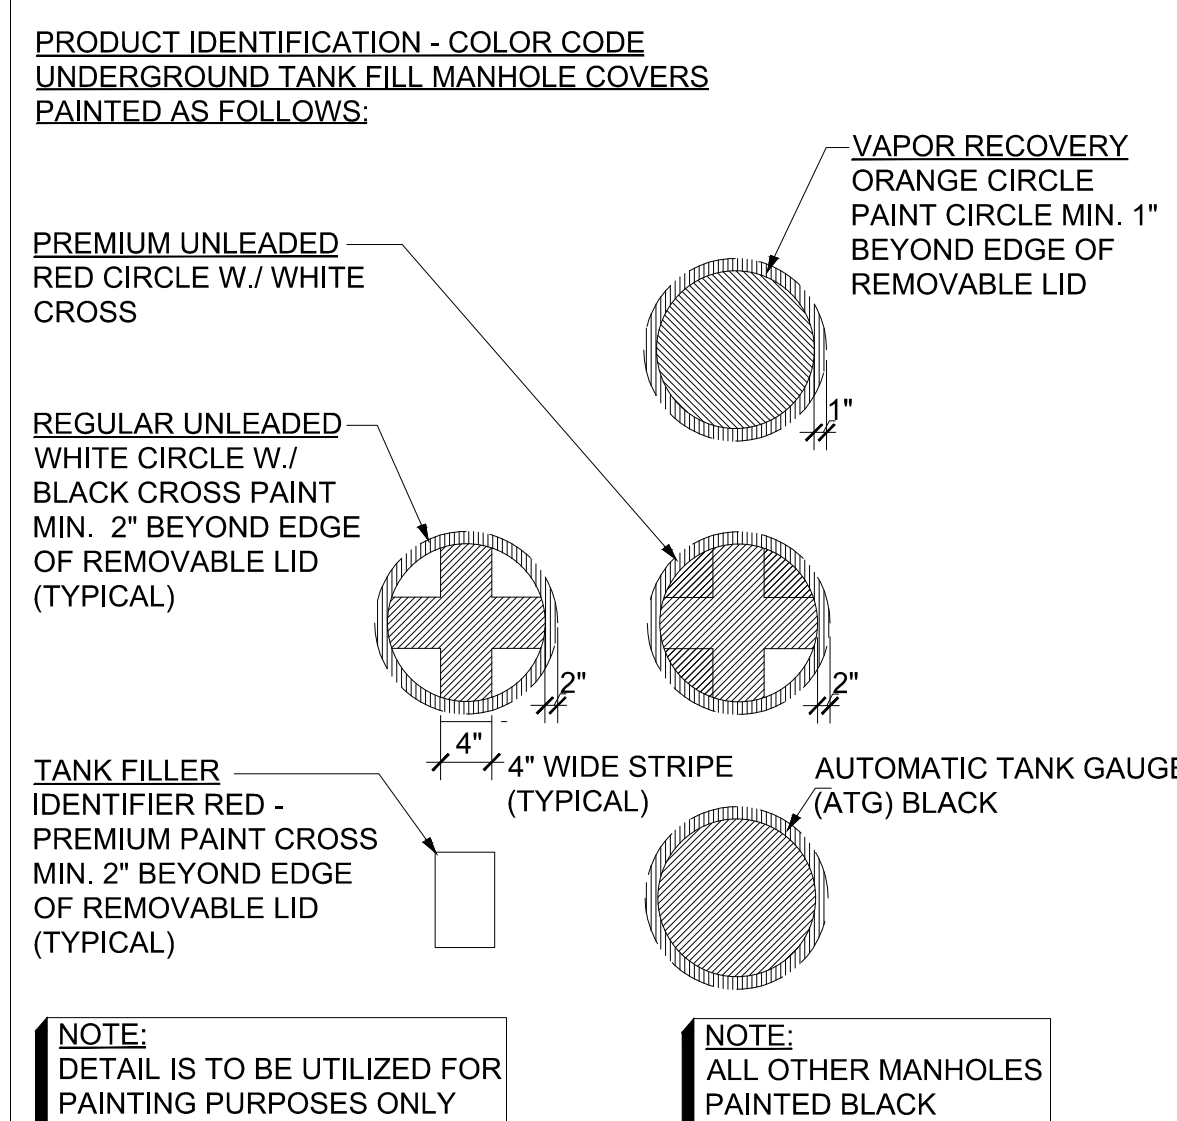 PRODUCT IDENTIFICATION - COLOR CODE
UNDERGROUND TANK FILL MANHOLE COVERS
PAINTED AS FOLLOWS:
VAPOR RECOVERY
ORANGE CIRCLE
PAINT CIRCLE MIN. 1"
BEYOND EDGE OF
REMOVABLE LID
1"
PREMIUM UNLEADED
RED CIRCLE W./ WHITE
CROSS
REGULAR UNLEADED
WHITE CIRCLE W./
BLACK CROSS PAINT
MIN. 2" BEYOND EDGE
OF REMOVABLE LID
(TYPICAL)
2"
2"
4"
4" WIDE STRIPE
(TYPICAL)
TANK FILLER
IDENTIFIER RED -
PREMIUM PAINT CROSS
MIN. 2" BEYOND EDGE
OF REMOVABLE LID
(TYPICAL)
AUTOMATIC TANK GAUGE
(ATG) BLACK
NOTE:
DETAIL IS TO BE UTILIZED FOR
PAINTING PURPOSES ONLY
NOTE:
ALL OTHER MANHOLES
PAINTED BLACK